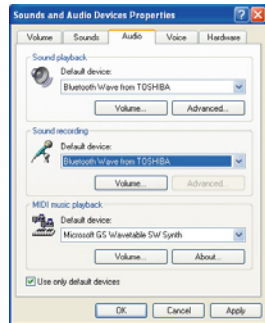 Sounds and Audio Devices Properties
Volume Sounds Audio Voice Hardware
Sound playback
Default device:
Bluetooth Wave from TOSHIBA
Volume... Advanced...
Sound recording
Default device:
Bluetooth Wave from TOSHIBA
Volume... Advanced...
MIDI music playback
Default device:
Microsoft GS Wavetable SW Synth
Volume... About...
Use only default devices
OK Cancel Apply